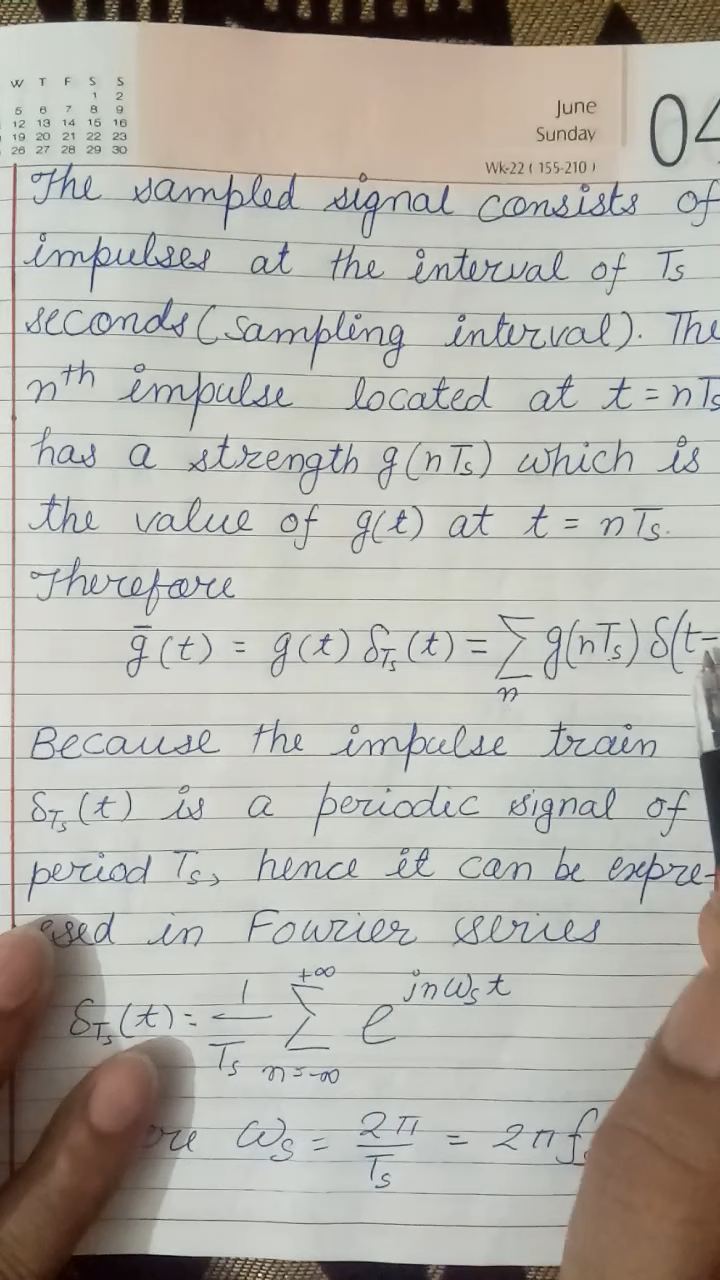 W T F S S
1 2
5 6 7 8 9
12 13 14 15 16
19 20 21 22 23
26 27 28 29 30
June
Sunday
Wk-22 ( 155-210 )
04
The sampled signal consists of
impulses at the interval of Ts
seconds (sampling interval). The
nth impulse located at t = nTs
has a strength g(nTs) which is
the value of g(t) at t = nTs.
Therefore
ḡ(t) = g(t) δTs(t) = Σn g(nTs) δ(t-
Because the impulse train
δTs(t) is a periodic signal of
period Ts, hence it can be expre-
ssed in Fourier series
δTs(t) = 1/Ts Σ n=-∞ +∞ e^jnωst
ωs = 2π/Ts = 2πf